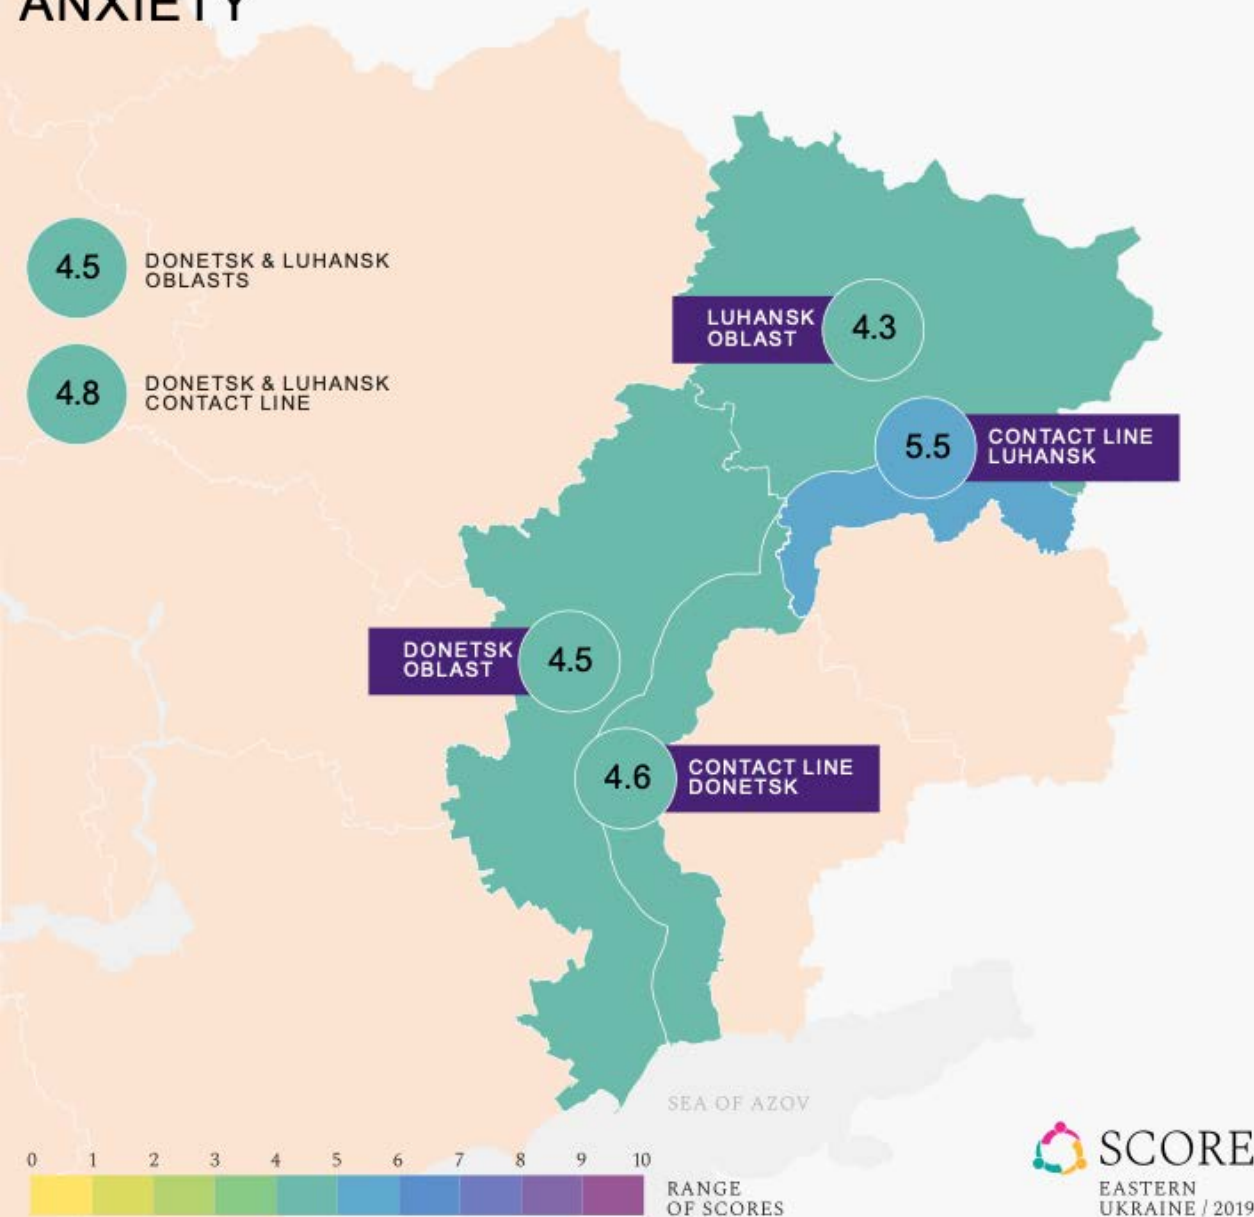 ANXIETY
4.5
DONETSK & LUHANSK
OBLASTS
4.8
DONETSK & LUHANSK
CONTACT LINE
LUHANSK
OBLAST
4.3
5.5
CONTACT LINE
LUHANSK
DONETSK
OBLAST
4.5
4.6
CONTACT LINE
DONETSK
SEA OF AZOV
0 1 2 3 4 5 6 7 8 9 10
RANGE
OF SCORES
SCORE
EASTERN
UKRAINE / 2019